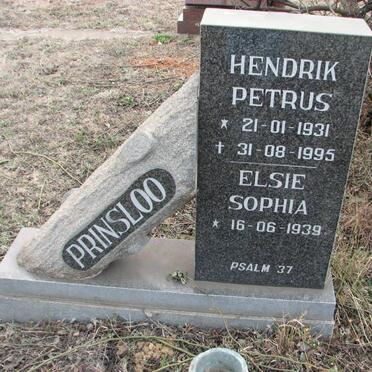 HENDRIK
PETRUS
* 21-01-1931
† 31-08-1995
ELSIE
SOPHIA
* 16-06-1939
PSALM 37
PRINSLOO